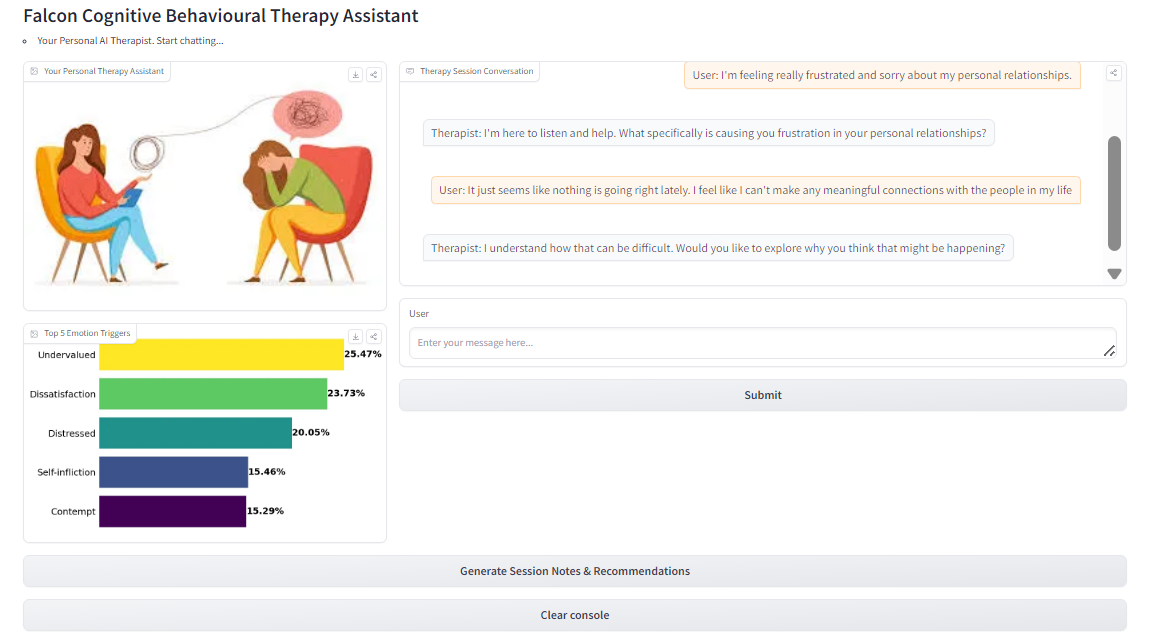 Falcon Cognitive Behavioural Therapy Assistant
Your Personal AI Therapist. Start chatting...
Your Personal Therapy Assistant
Therapy Session Conversation
User: I'm feeling really frustrated and sorry about my personal relationships.
Therapist: I'm here to listen and help. What specifically is causing you frustration in your personal relationships?
User: It just seems like nothing is going right lately. I feel like I can't make any meaningful connections with the people in my life
Therapist: I understand how that can be difficult. Would you like to explore why you think that might be happening?
User
Enter your message here...
Submit
Top 5 Emotion Triggers
Undervalued 25.47%
Dissatisfaction 23.73%
Distressed 20.05%
Self-infliction 15.46%
Contempt 15.29%
Generate Session Notes & Recommendations
Clear console